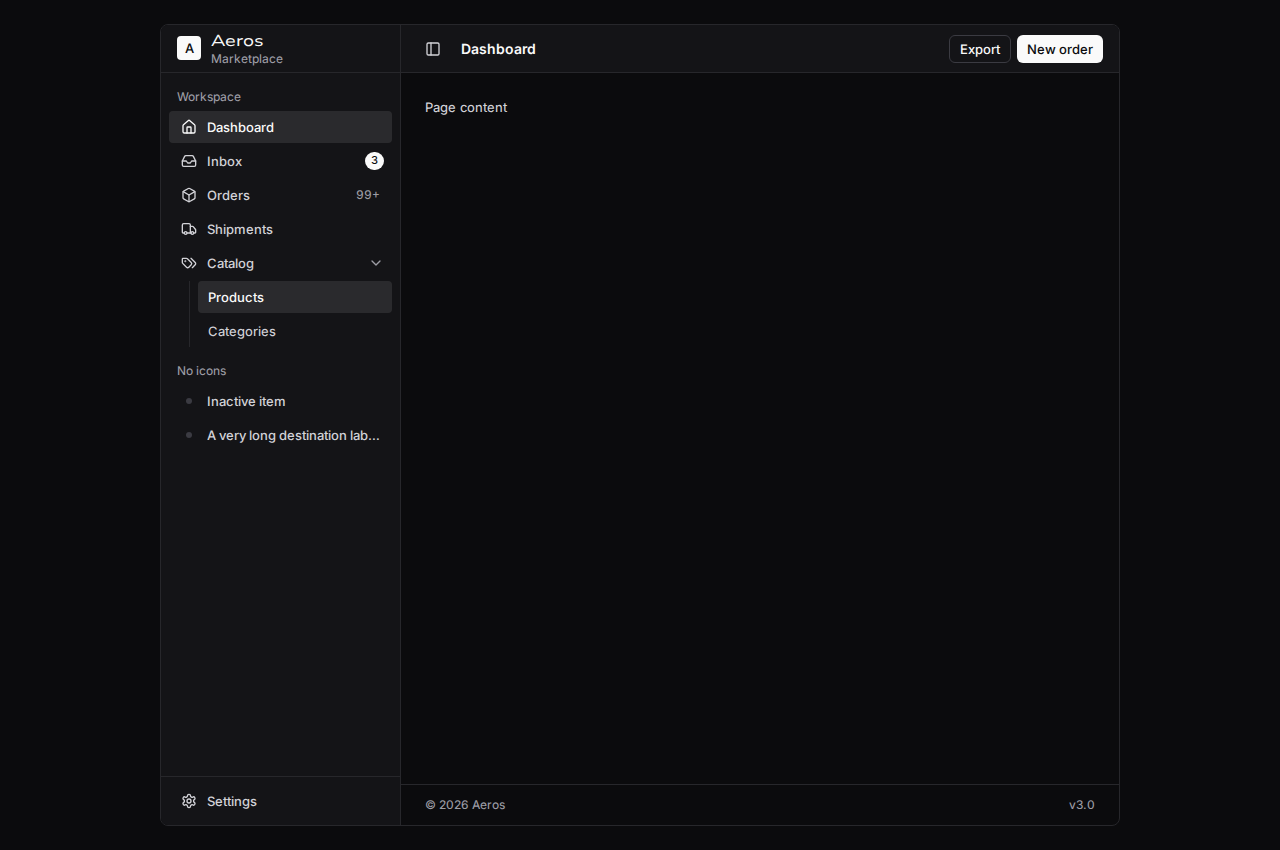 A
Aeros
Marketplace
Dashboard
Export
New order
Workspace
Dashboard
Inbox
3
Orders
99+
Shipments
Catalog
Products
Categories
No icons
Inactive item
A very long destination lab...
Settings
Page content
© 2026 Aeros
v3.0